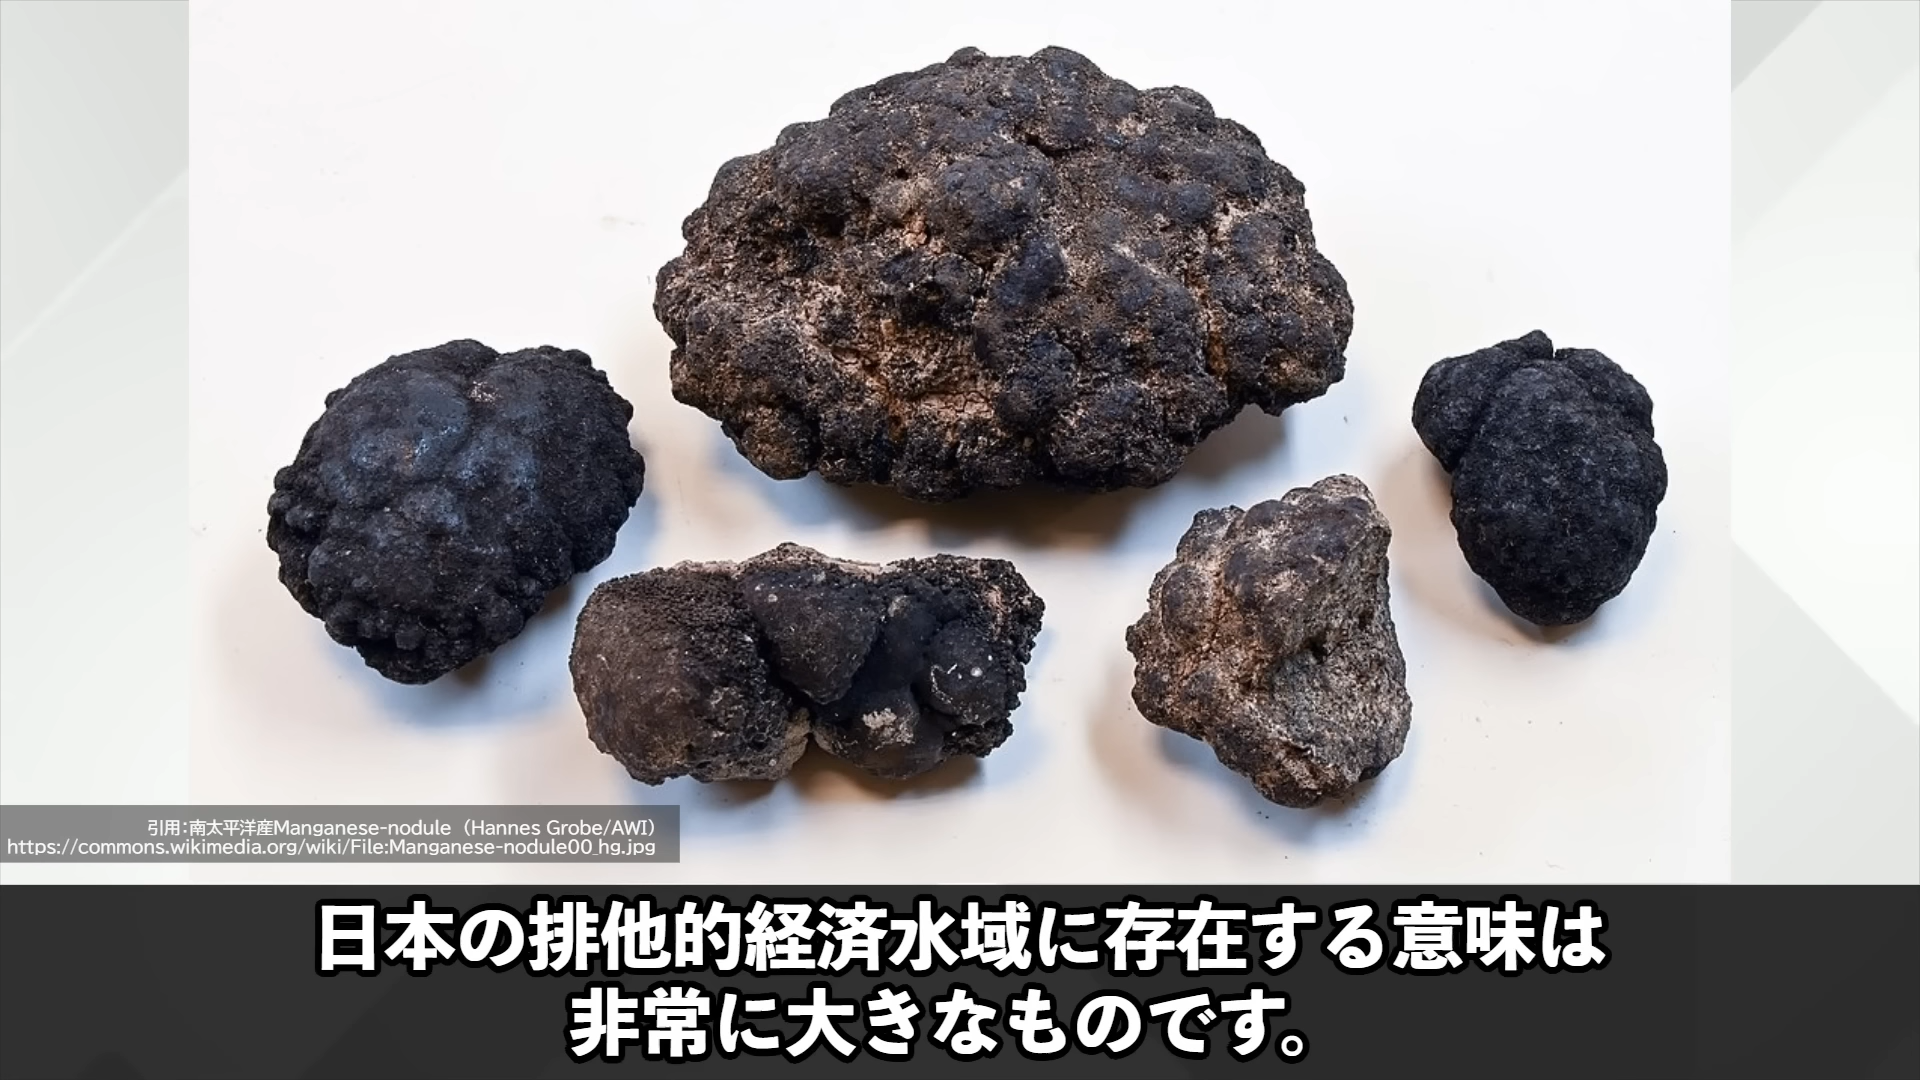 引用：南太平洋産Manganese-nodule（Hannes Grobe/AWI）
https://commons.wikimedia.org/wiki/File:Manganese-nodule00_hg.jpg
日本の排他的経済水域に存在する意味は
非常に大きなものです。